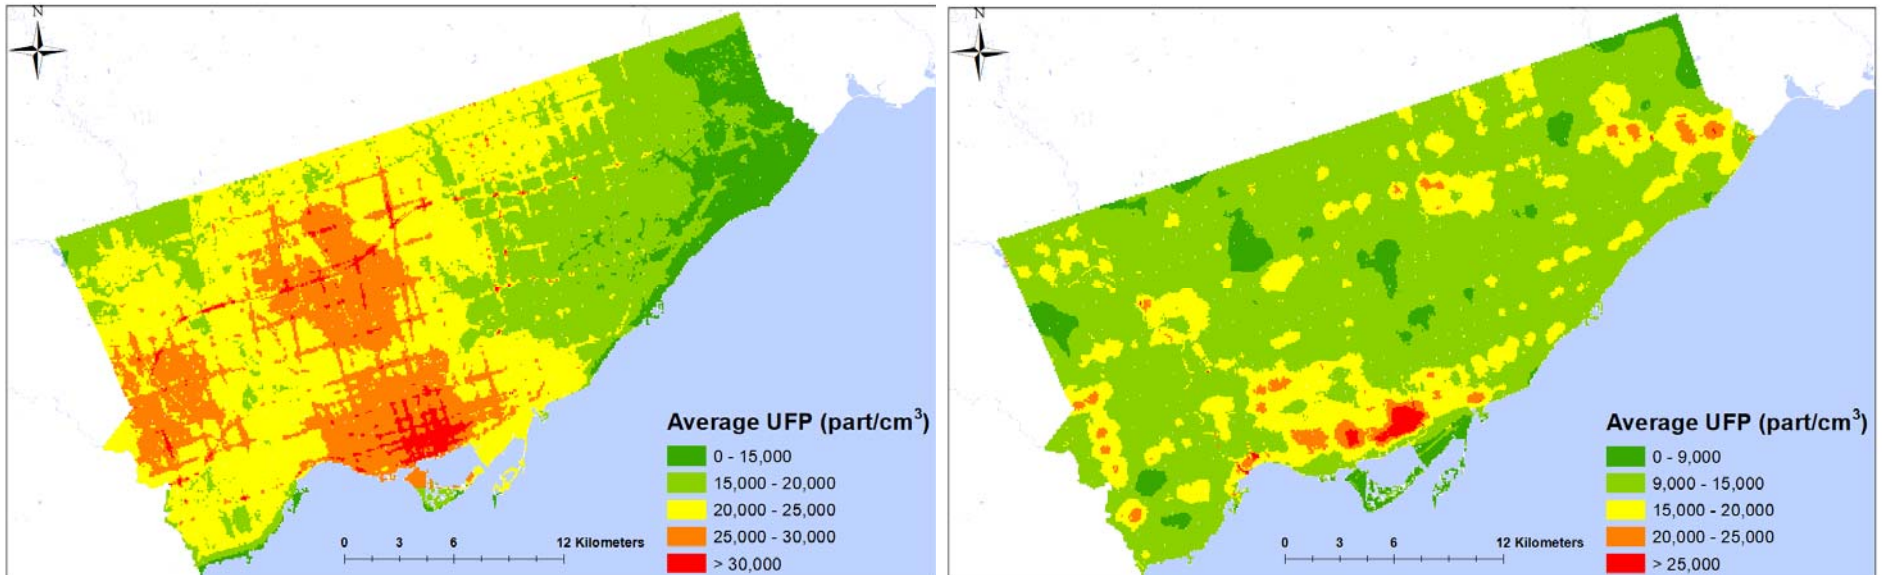 N
Average UFP (part/cm³)
0 - 15,000
15,000 - 20,000
20,000 - 25,000
25,000 - 30,000
> 30,000
0 3 6 12 Kilometers
N
Average UFP (part/cm³)
0 - 9,000
9,000 - 15,000
15,000 - 20,000
20,000 - 25,000
> 25,000
0 3 6 12 Kilometers